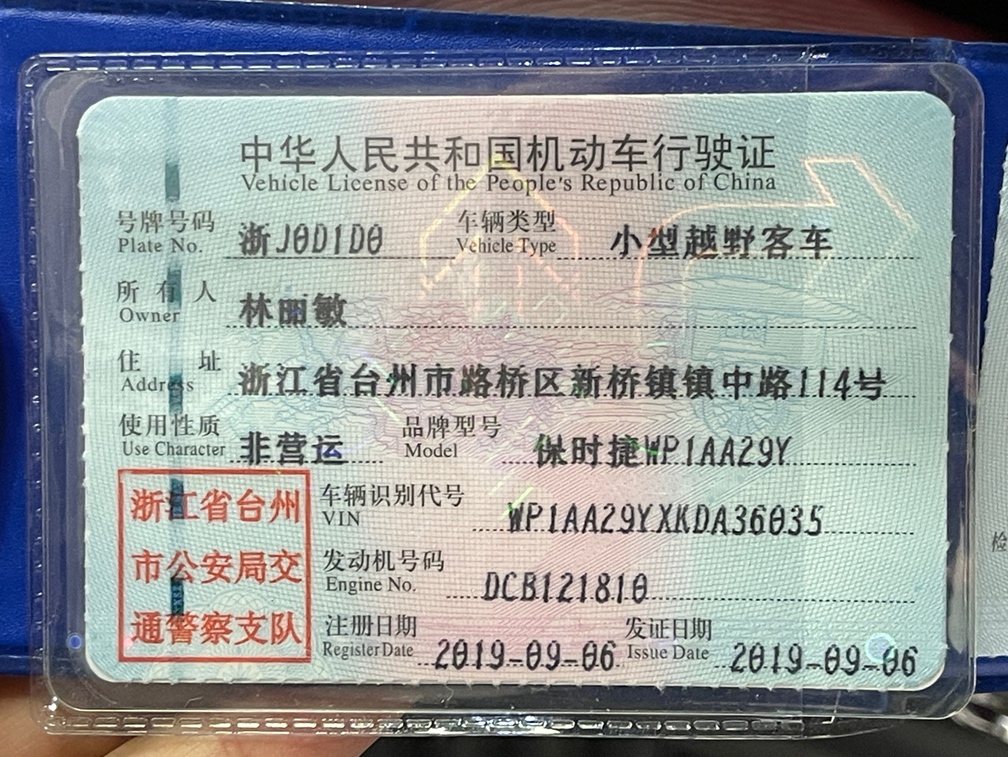 中华人民共和国机动车行驶证
Vehicle License of the People's Republic of China
号牌号码 浙J0D1D0 车辆类型 小型越野客车
Plate No. Vehicle Type
所有人 林丽敏
Owner
住址 浙江省台州市路桥区新桥镇镇中路114号
Address
使用性质 非营运 品牌型号 保时捷WP1AA29Y
Use Character Model
浙江省台州
市公安局交
通警察支队
车辆识别代号 WP1AA29YXKDA36035
VIN
发动机号码 DCB121810
Engine No.
注册日期 2019-09-06 发证日期 2019-09-06
Register Date Issue Date
检